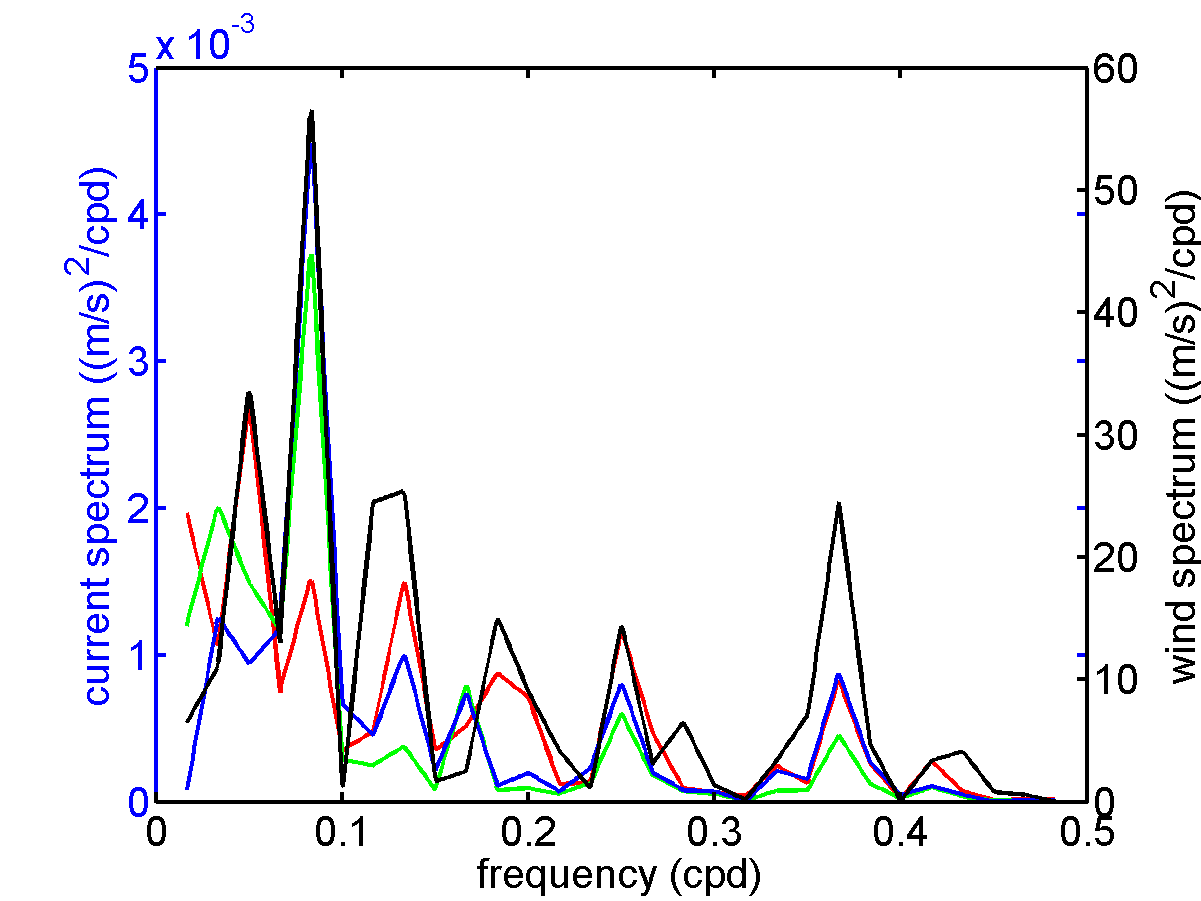 x 10^-3
5
4
3
2
1
0
current spectrum ((m/s)^2/cpd)
60
50
40
30
20
10
0
wind spectrum ((m/s)^2/cpd)
0 0.1 0.2 0.3 0.4 0.5
frequency (cpd)